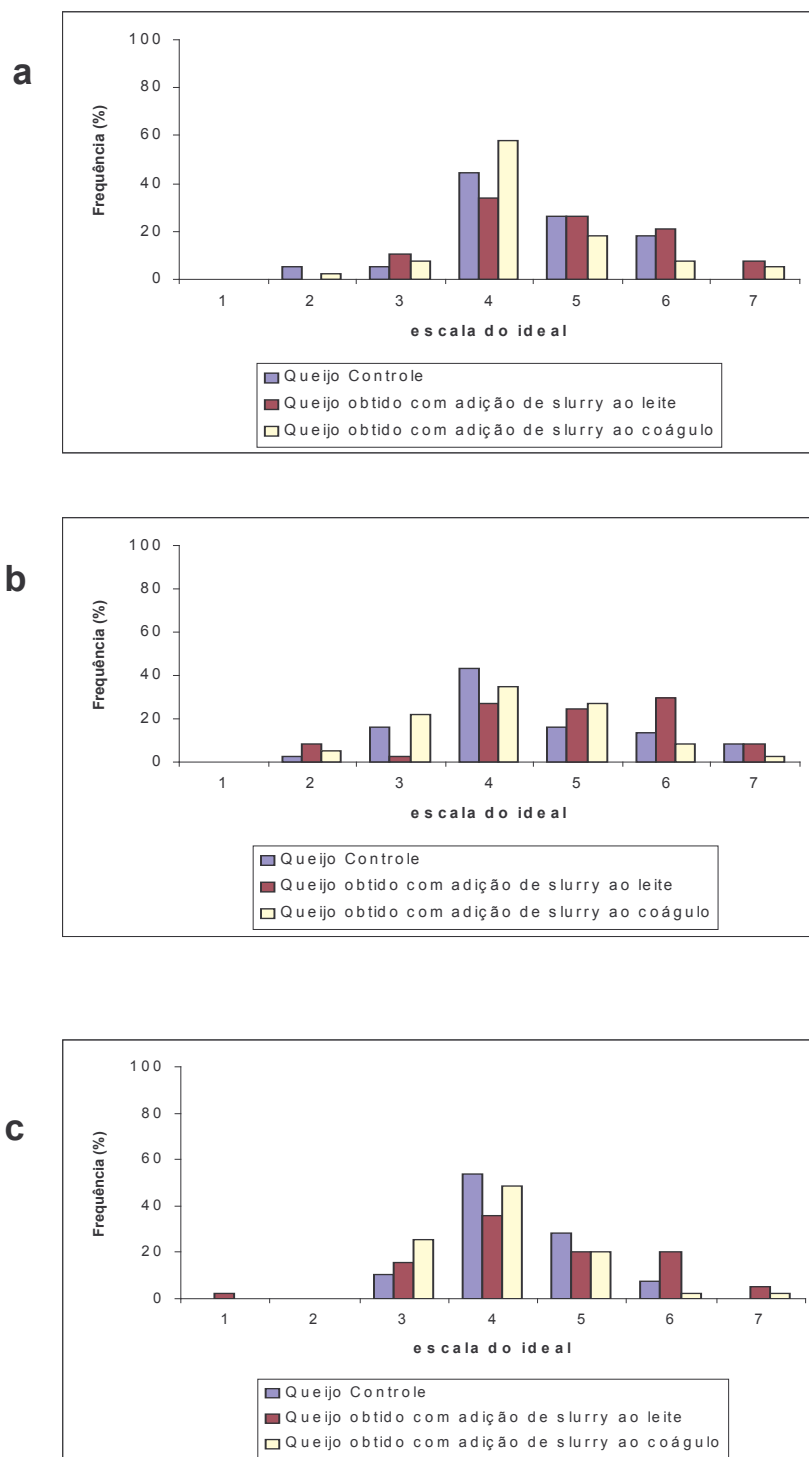 a
Frequência (%)
100
80
60
40
20
0
1 2 3 4 5 6 7
escala do ideal
Queijo Controle
Queijo obtido com adição de slurry ao leite
Queijo obtido com adição de slurry ao coágulo
b
Frequência (%)
100
80
60
40
20
0
1 2 3 4 5 6 7
escala do ideal
Queijo Controle
Queijo obtido com adição de slurry ao leite
Queijo obtido com adição de slurry ao coágulo
c
Frequência (%)
100
80
60
40
20
0
1 2 3 4 5 6 7
escala do ideal
Queijo Controle
Queijo obtido com adição de slurry ao leite
Queijo obtido com adição de slurry ao coágulo